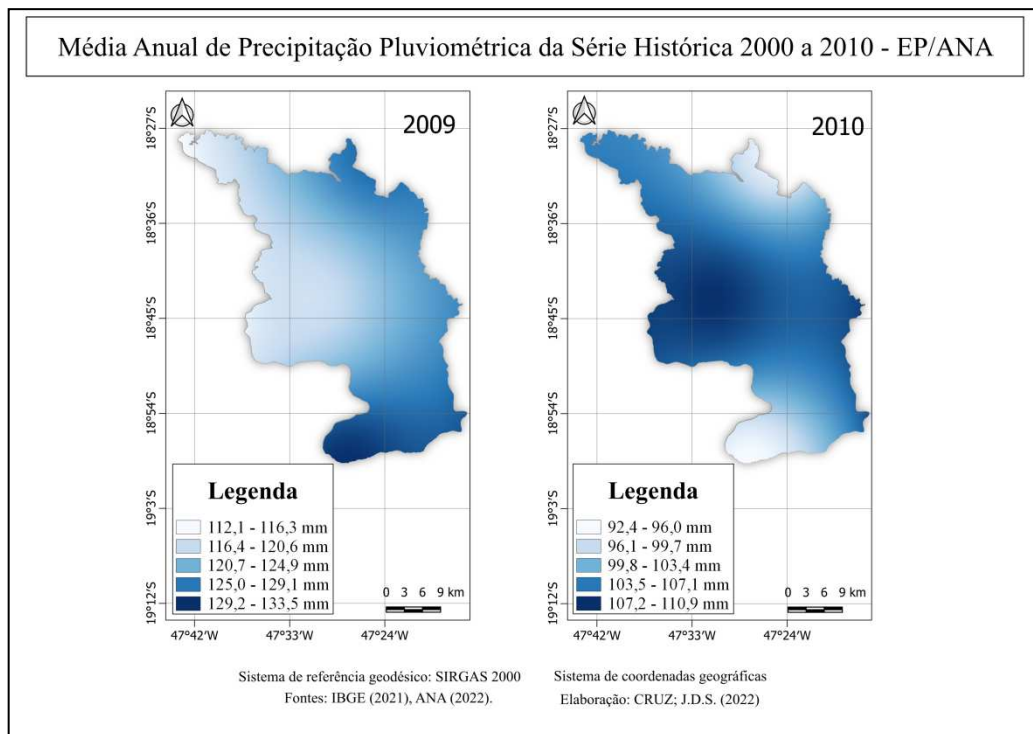 Média Anual de Precipitação Pluviométrica da Série Histórica 2000 a 2010 - EP/ANA
2009
18°27'S
18°36'S
18°45'S
18°54'S
19°3'S
19°12'S
Legenda
112,1 - 116,3 mm
116,4 - 120,6 mm
120,7 - 124,9 mm
125,0 - 129,1 mm
129,2 - 133,5 mm
0 3 6 9 km
47°42'W 47°33'W 47°24'W
2010
18°27'S
18°36'S
18°45'S
18°54'S
19°3'S
19°12'S
Legenda
92,4 - 96,0 mm
96,1 - 99,7 mm
99,8 - 103,4 mm
103,5 - 107,1 mm
107,2 - 110,9 mm
0 3 6 9 km
47°42'W 47°33'W 47°24'W
Sistema de referência geodésico: SIRGAS 2000
Fontes: IBGE (2021), ANA (2022).
Sistema de coordenadas geográficas
Elaboração: CRUZ; J.D.S. (2022)